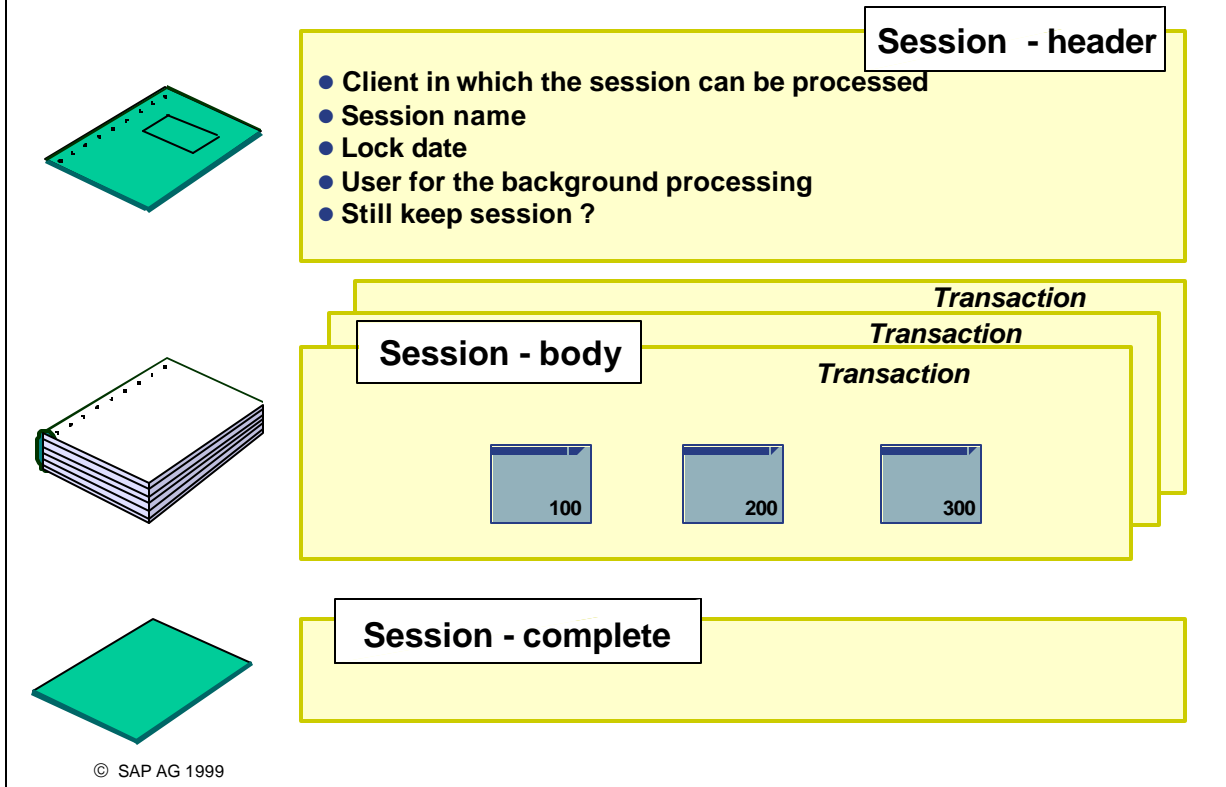 Session - header
● Client in which the session can be processed
● Session name
● Lock date
● User for the background processing
● Still keep session ?
Transaction
Transaction
Session - body
Transaction
100 200 300
Session - complete
© SAP AG 1999